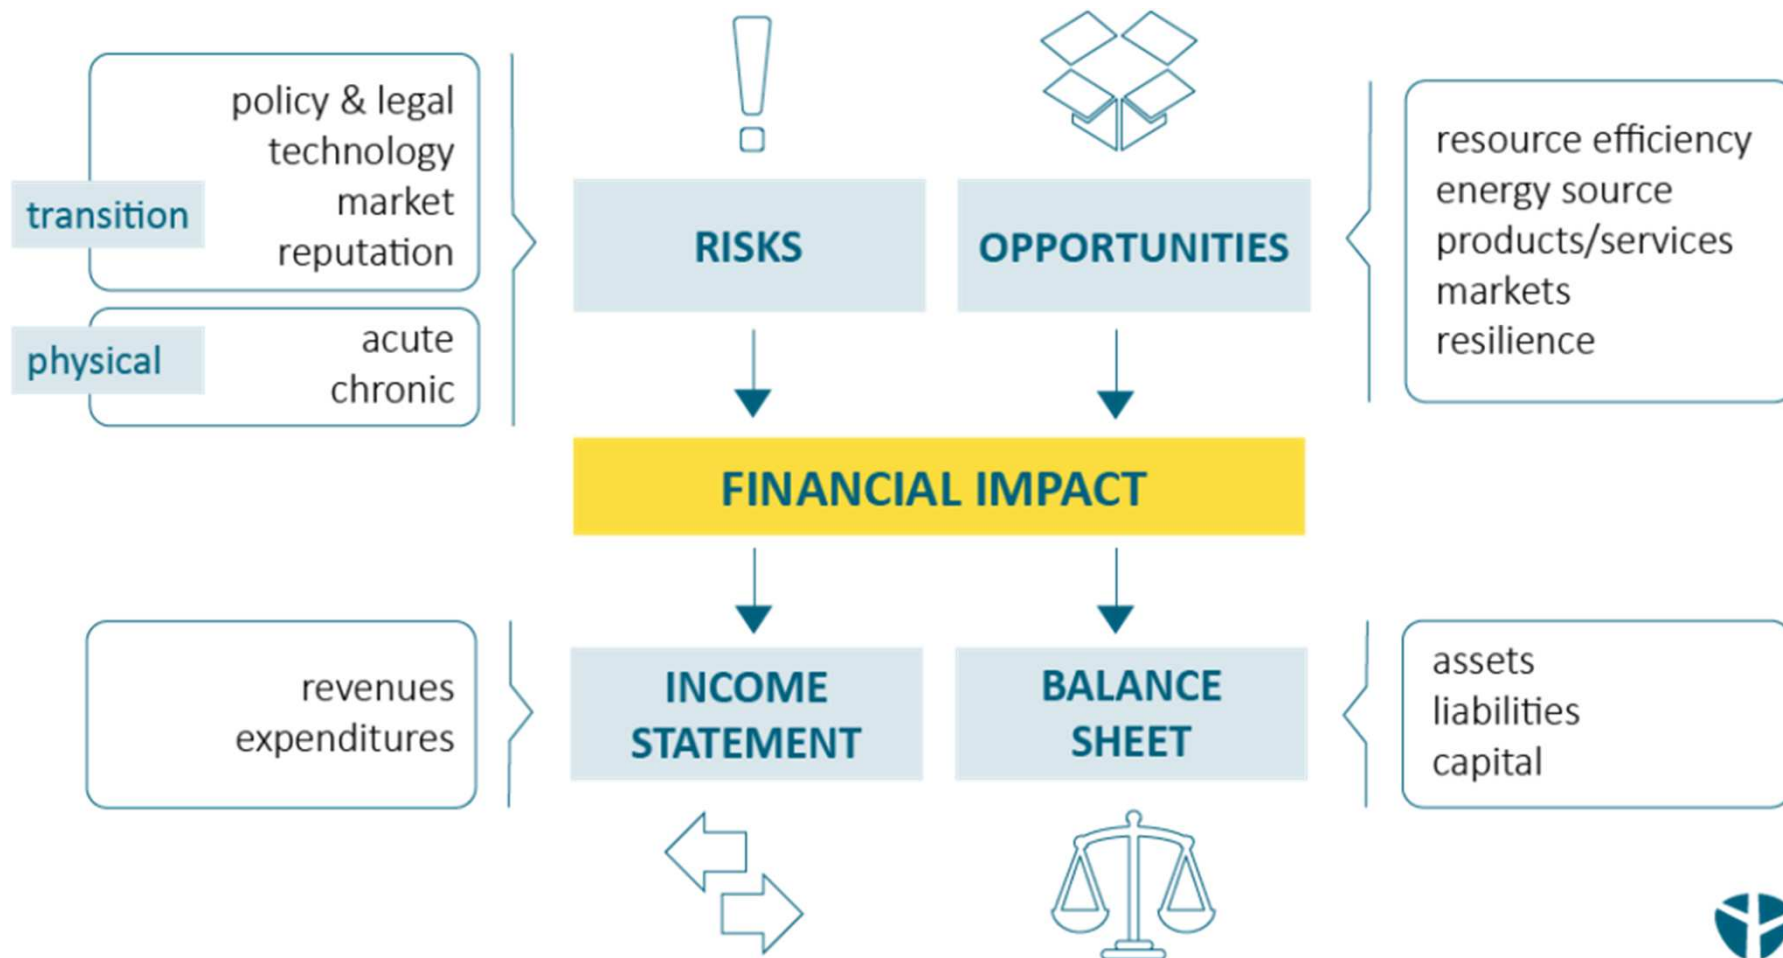 policy & legal
technology
market
reputation
transition
acute
chronic
physical
RISKS
OPPORTUNITIES
resource efficiency
energy source
products/services
markets
resilience
FINANCIAL IMPACT
revenues
expenditures
INCOME
STATEMENT
BALANCE
SHEET
assets
liabilities
capital